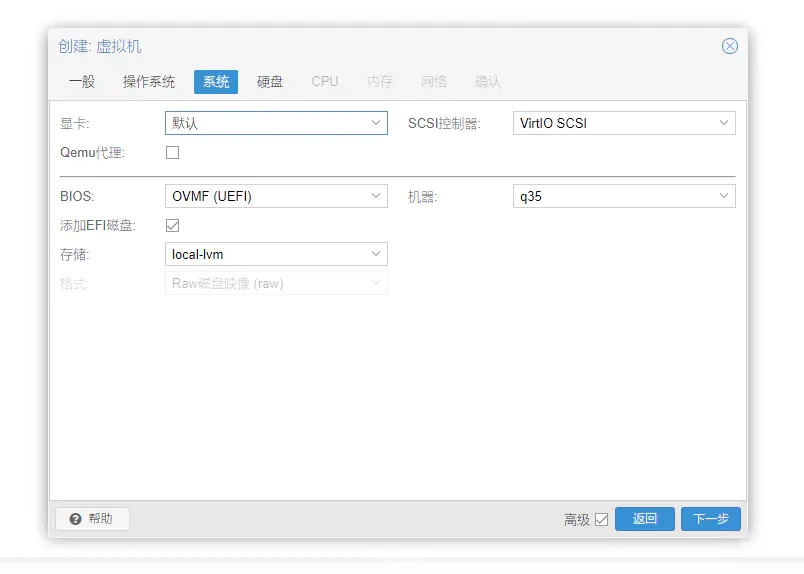 创建: 虚拟机
一般 操作系统 系统 硬盘 CPU 内存 网络 确认
显卡: 默认 SCSI控制器: VirtIO SCSI
Qemu代理:
BIOS: OVMF (UEFI) 机器: q35
添加EFI磁盘:
存储: local-lvm
格式: Raw磁盘映像 (raw)
帮助 高级 返回 下一步